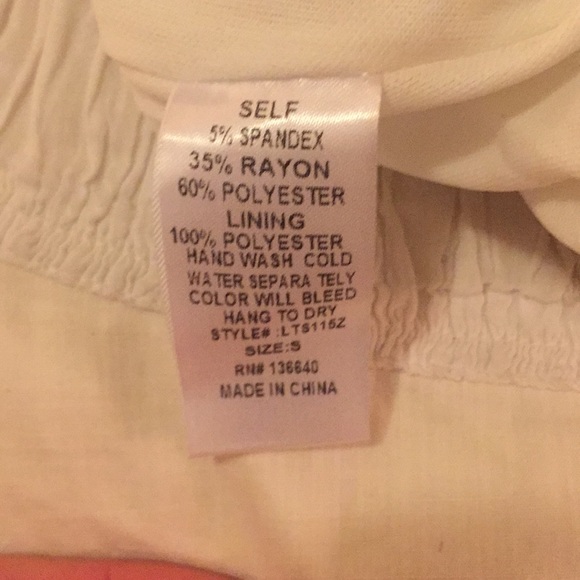 SELF
5% SPANDEX
35% RAYON
60% POLYESTER
LINING
100% POLYESTER
HAND WASH COLD
WATER SEPARA TELY
COLOR WILL BLEED
HANG TO DRY
STYLE# :LTS115Z
SIZE:S
RN# 136640
MADE IN CHINA